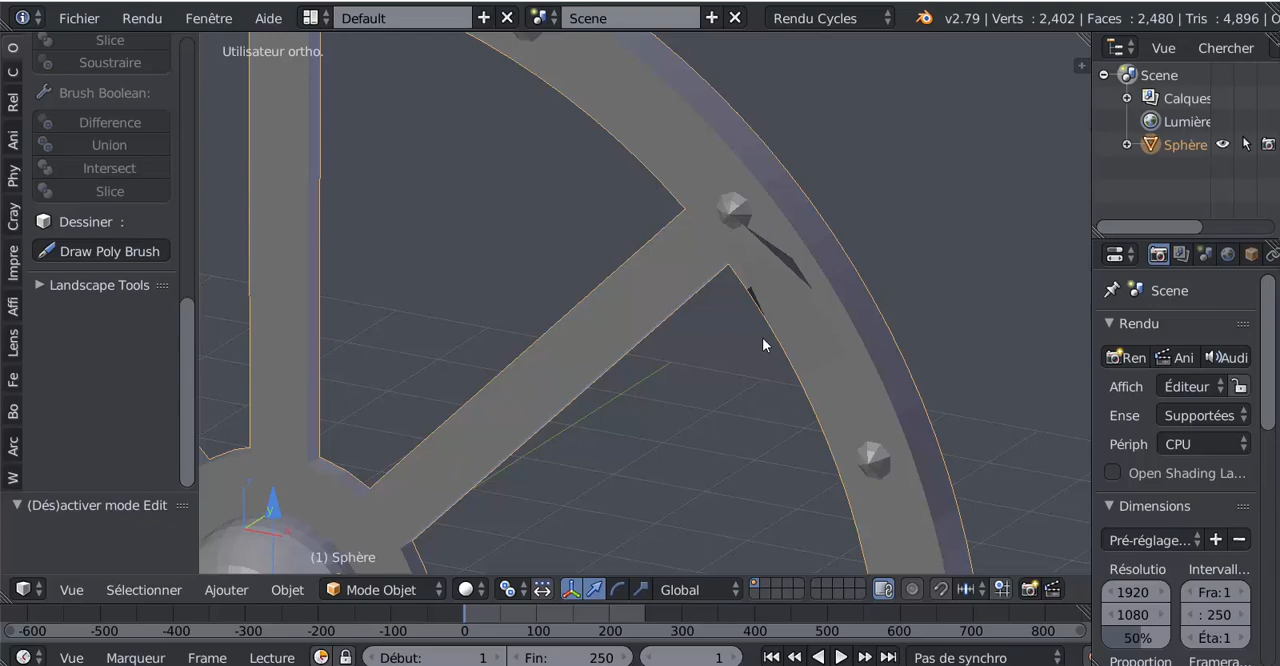 Fichier Rendu Fenêtre Aide Default Scene Rendu Cycles v2.79 | Verts : 2,402 | Faces : 2,480 | Tris : 4,896 | O
Utilisateur ortho.
O
C
Rel
Ani
Phy
Cray
Impre
Affi
Lens
Fe
Bo
Arc
W
Slice
Soustraire
Brush Boolean:
Difference
Union
Intersect
Slice
Dessiner :
Draw Poly Brush
Landscape Tools
(Dés)activer mode Edit
z
y
x
(1) Sphère
Vue Chercher
Scene
Calques
Lumière
Sphère
Scene
Rendu
Ren Ani Audi
Affich Éditeur
Ense Supportées
Périph CPU
Open Shading La...
Dimensions
Pré-réglage...
Résolutio Intervall...
1920 Fra:1
1080 : 250
50% Éta:1
Proportion
Vue Sélectionner Ajouter Objet Mode Objet Global
-600 -500 -400 -300 -200 -100 0 100 200 300 400 500 600 700 800
Vue Marqueur Frame Lecture Début: 1 Fin: 250 1 Pas de synchro